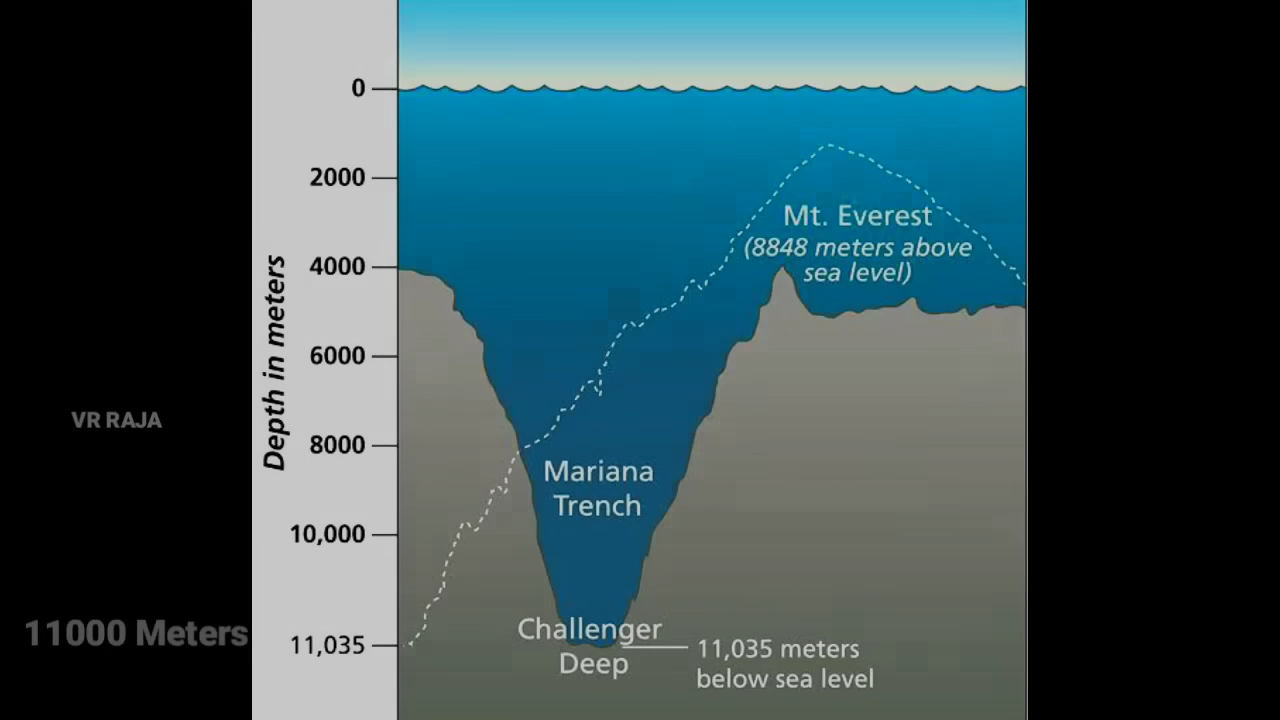 0
2000
4000
6000
8000
10,000
11,035
Depth in meters
Mt. Everest
(8848 meters above
sea level)
Mariana
Trench
Challenger
Deep
11,035 meters
below sea level
VR RAJA
11000 Meters